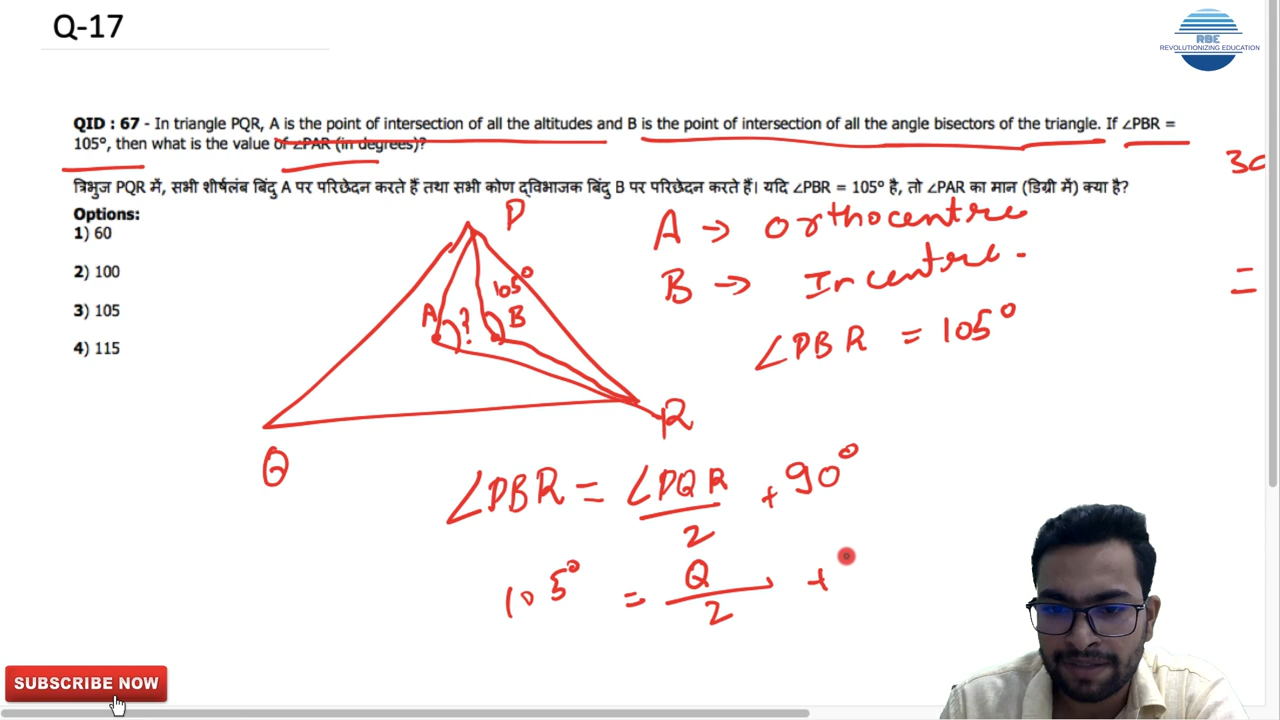 Q-17
RBE
REVOLUTIONIZING EDUCATION
QID : 67 - In triangle PQR, A is the point of intersection of all the altitudes and B is the point of intersection of all the angle bisectors of the triangle. If ∠PBR =
105º, then what is the value of ∠PAR (in degrees)?
त्रिभुज PQR में, सभी शीर्षलंब बिंदु A पर परिछेदन करते हैं तथा सभी कोण द्विभाजक बिंदु B पर परिछेदन करते हैं। यदि ∠PBR = 105º है, तो ∠PAR का मान (डिग्री में) क्या है?
Options:
1) 60
2) 100
3) 105
4) 115
P
A ?
105° B
Q
R
A → Orthocentre
B → Incentre.
∠PBR = 105°
30
=
∠PBR = ∠PQR/2 + 90°
105° = Q/2 +
SUBSCRIBE NOW